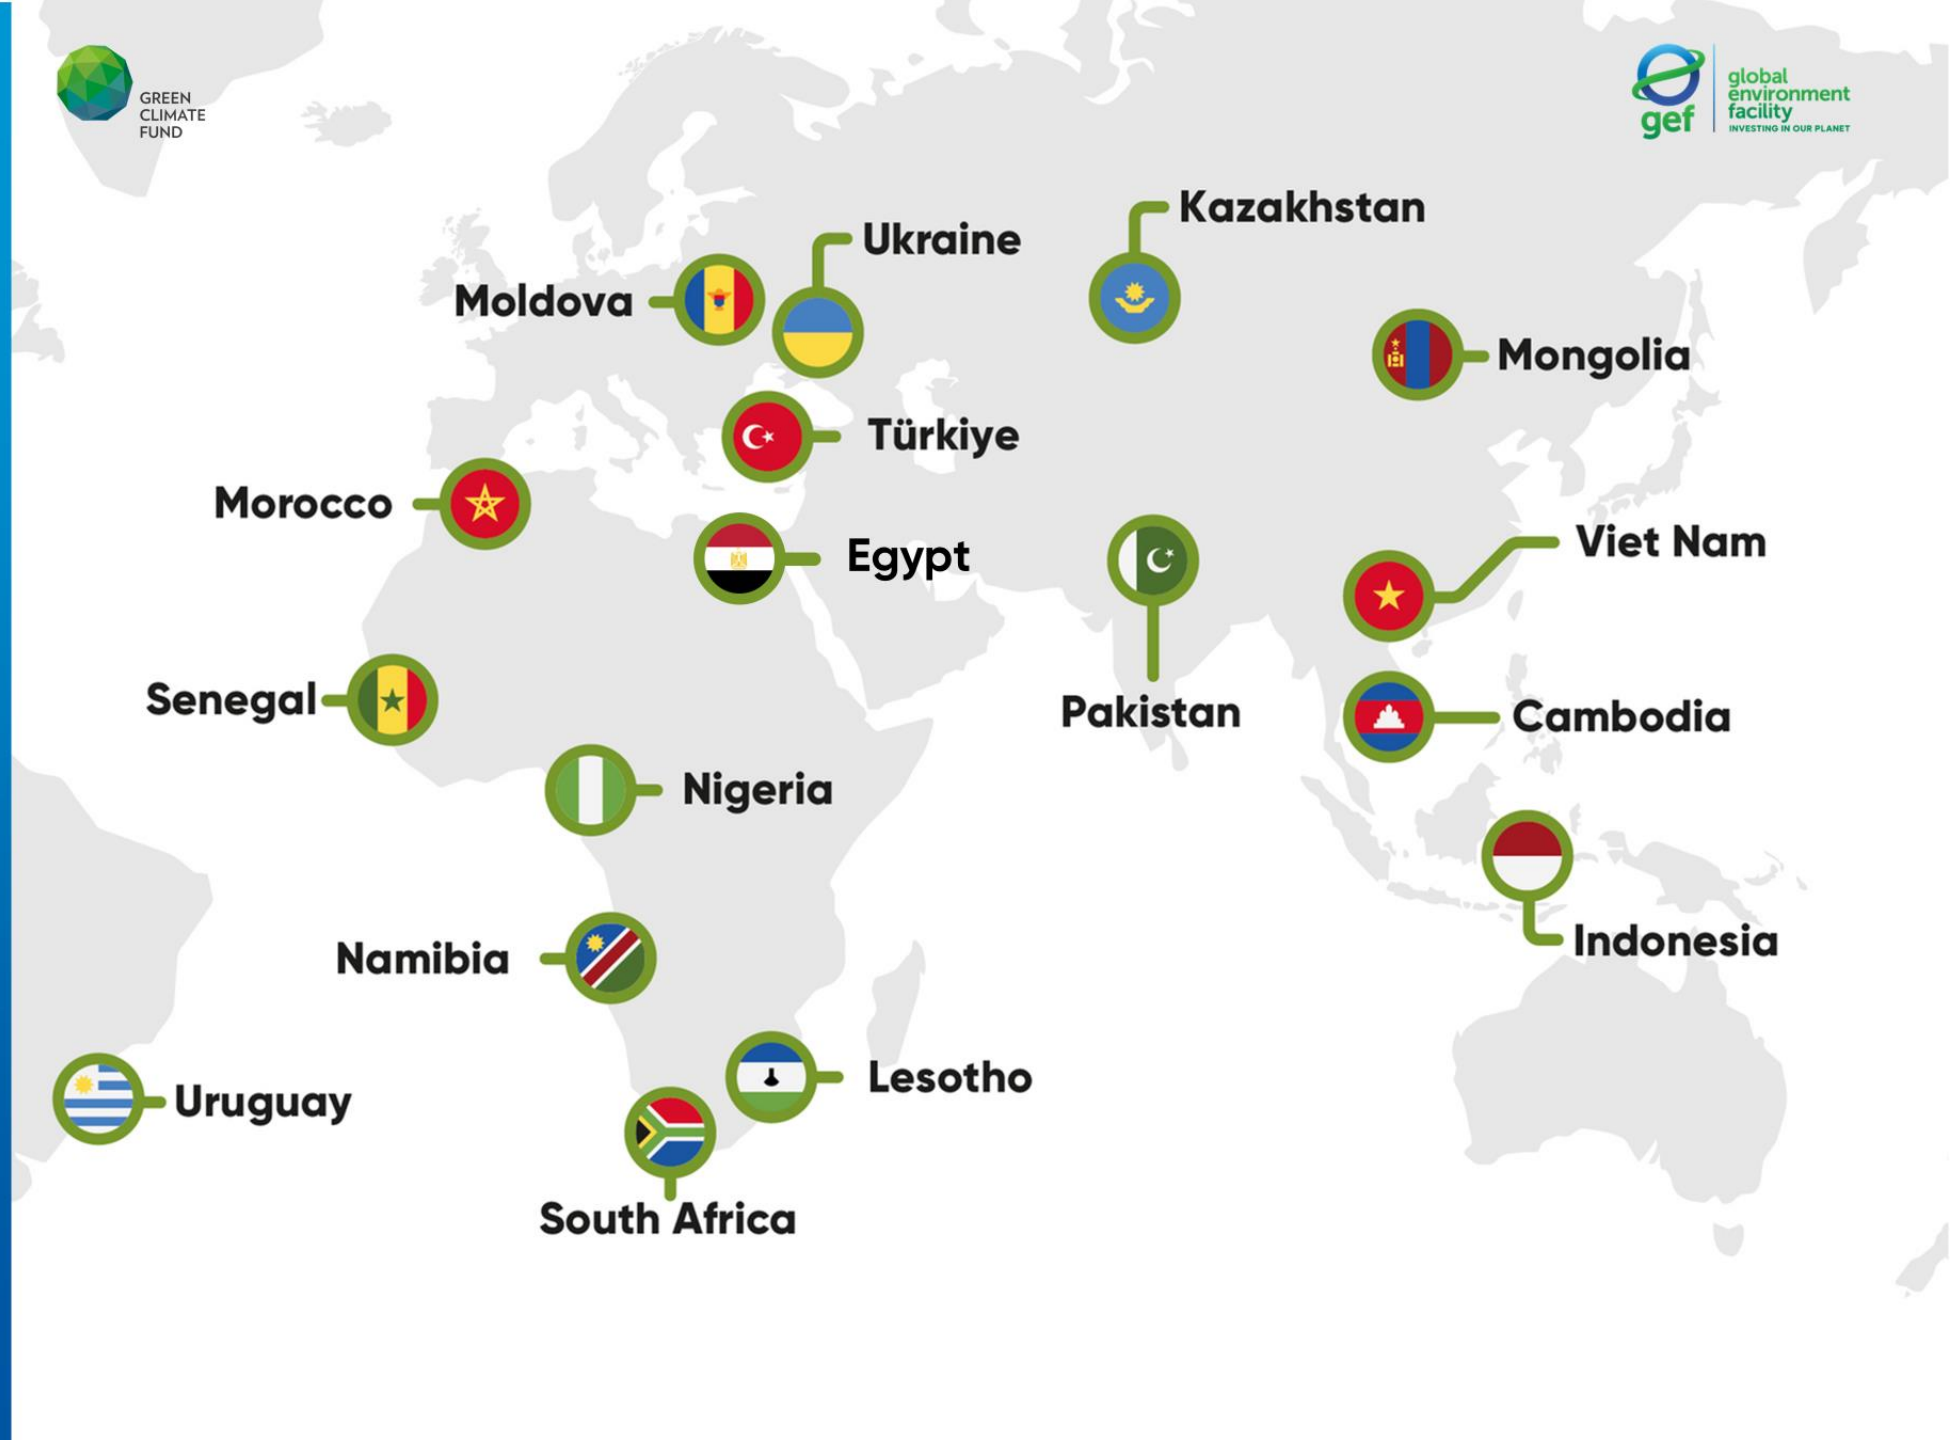 GREEN
CLIMATE
FUND
global
environment
facility
gef
INVESTING IN OUR PLANET
Kazakhstan
Ukraine
Moldova
Mongolia
Türkiye
Morocco
Viet Nam
Egypt
Senegal
Pakistan
Cambodia
Nigeria
Indonesia
Namibia
Lesotho
Uruguay
South Africa